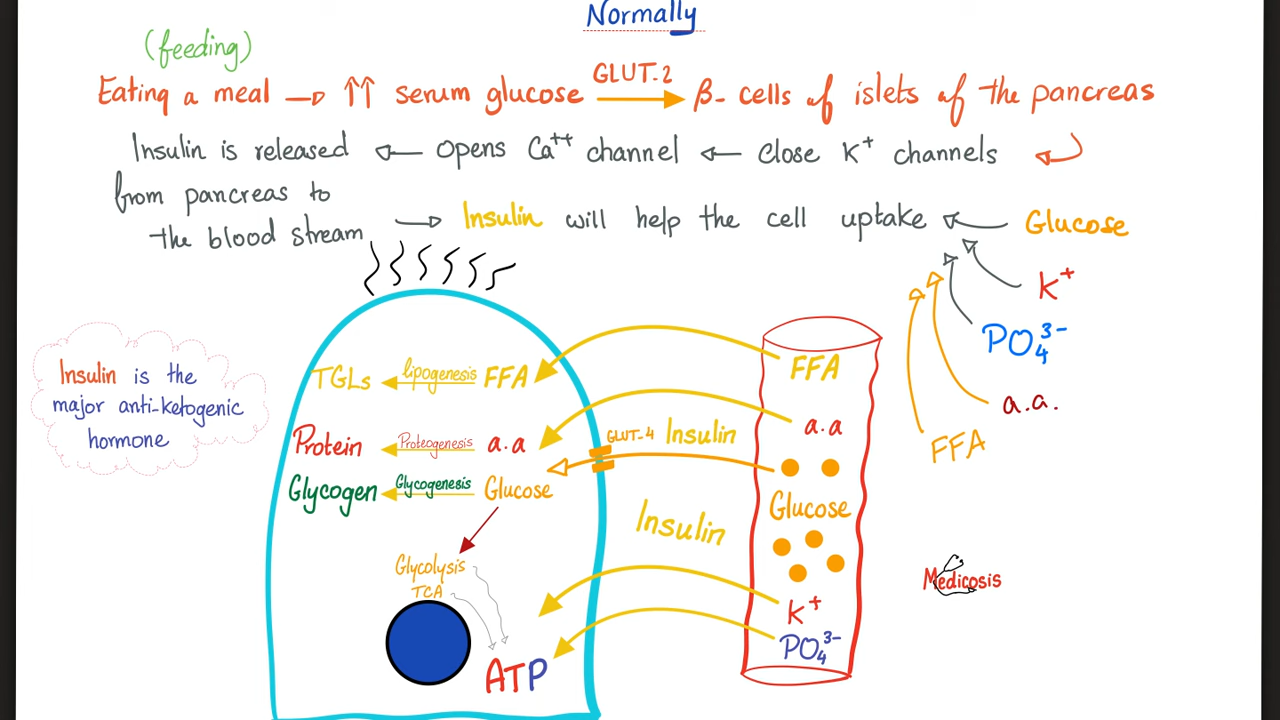 Normally
(feeding)
Eating a meal → ↑↑ serum glucose GLUT-2 → β-cells of islets of the pancreas
Insulin is released ← opens Ca++ channel ← close K+ channels
from pancreas to
the blood stream → Insulin will help the cell uptake ← Glucose
K+
PO₄³⁻
a.a.
FFA
Insulin is the
major anti-ketogenic
hormone
TGLs ← lipogenesis FFA
Protein ← Proteogenesis a.a
Glycogen ← Glycogenesis Glucose
Glycolysis
TCA
ATP
GLUT-4 Insulin
Insulin
FFA
a.a
Glucose
K+
PO₄³⁻
Medicosis